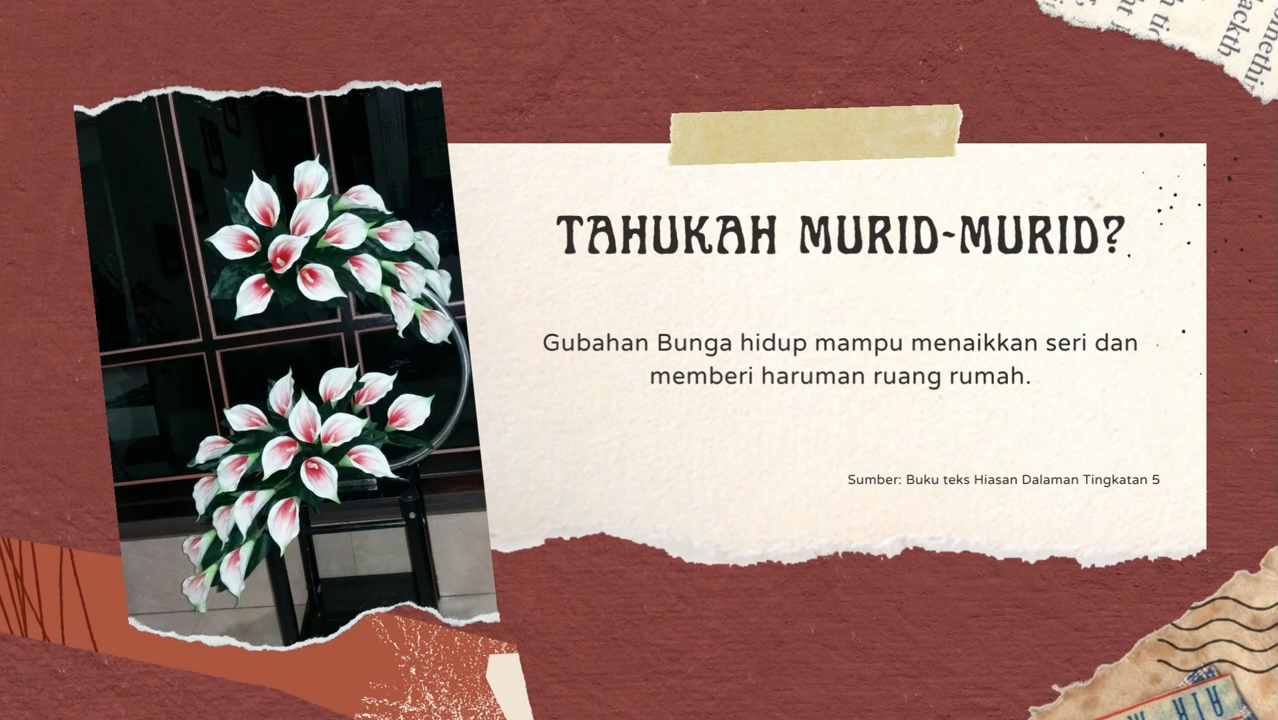 TAHUKAH MURID-MURID?
Gubahan Bunga hidup mampu menaikkan seri dan
memberi haruman ruang rumah.
Sumber: Buku teks Hiasan Dalaman Tingkatan 5